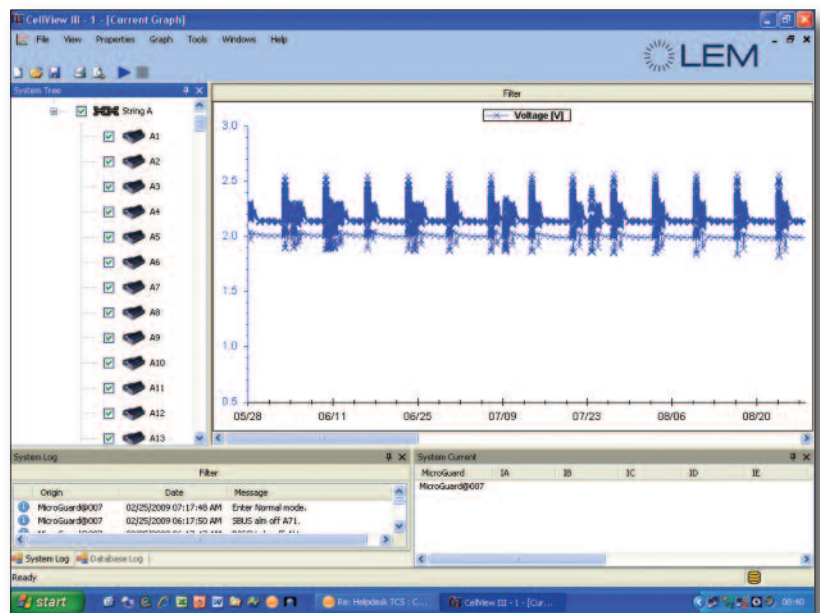 CellView III - 1 - [Current Graph]
File View Properties Graph Tools Windows Help
LEM
System Tree
String A
A1
A2
A3
A4
A5
A6
A7
A8
A9
A10
A11
A12
A13
Filter
Voltage [V]
3.0
2.5
2.0
1.5
1.0
0.5
05/28 06/11 06/25 07/09 07/23 08/06 08/20
System Log
Filter
Origin Date Message
MicroGuard@007 02/25/2009 07:17:48 AM Enter Normal mode.
MicroGuard@007 02/25/2009 06:17:50 AM SBUS alm off A71.
System Log Database Log
System Current
MicroGuard IA IB IC ID IE
MicroGuard@007
Ready
start
Re: Helpdesk TCS : C...
CellView III - 1 - [Cur...
08:40